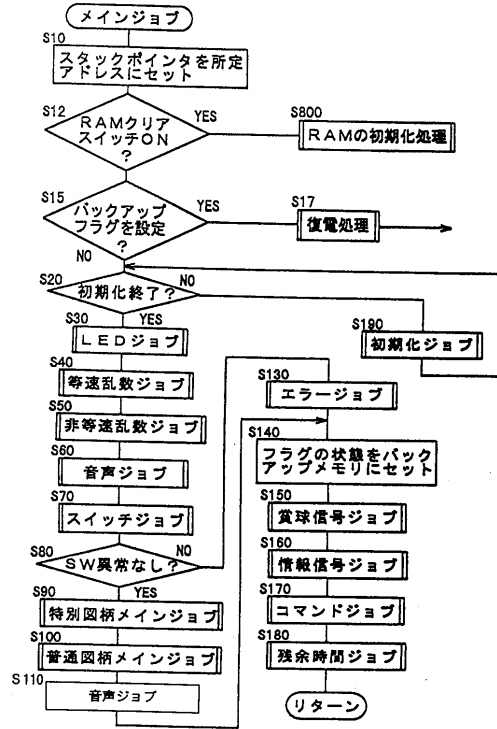 メインジョブ
S10
スタックポインタを所定
アドレスにセット
S12
RAMクリア
スイッチON
?
YES
S800
RAMの初期化処理
S15
バックアップ
フラグを設定
?
YES
S17
復電処理
NO
S20
初期化終了?
NO
YES
S190
初期化ジョブ
S30
LEDジョブ
S40
等速乱数ジョブ
S50
非等速乱数ジョブ
S60
音声ジョブ
S70
スイッチジョブ
S80
SW異常なし?
NO
YES
S90
特別図柄メインジョブ
S100
普通図柄メインジョブ
S110
音声ジョブ
S130
エラージョブ
S140
フラグの状態をバック
アップメモリにセット
S150
賞球信号ジョブ
S160
情報信号ジョブ
S170
コマンドジョブ
S180
残余時間ジョブ
リターン